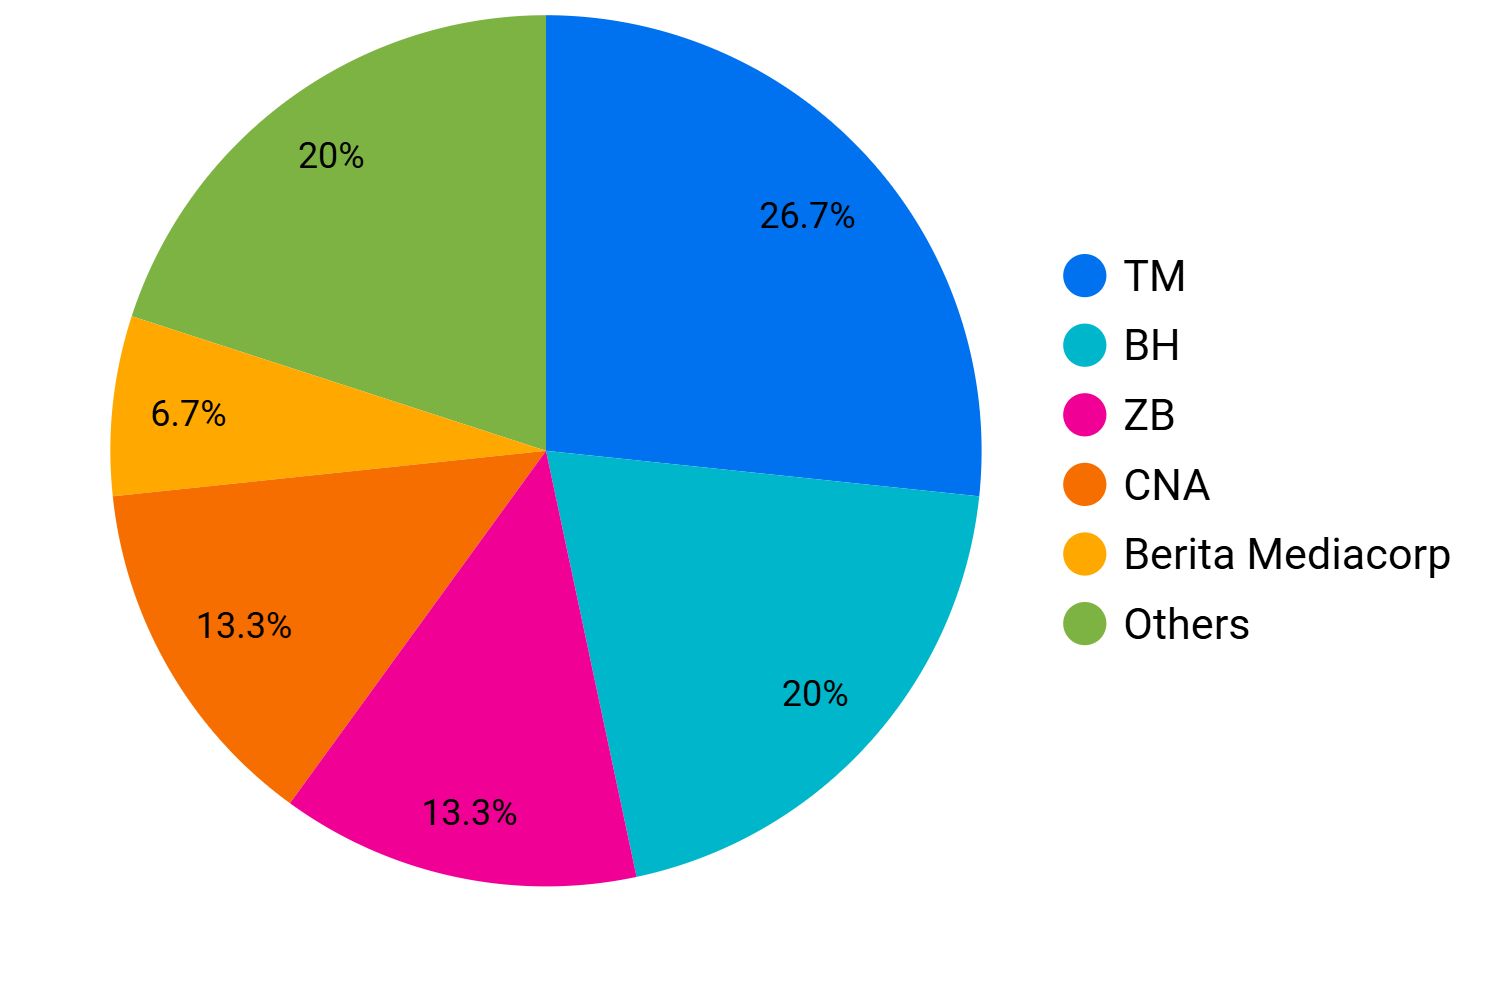 20%
26.7%
6.7%
13.3%
20%
13.3%
TM
BH
ZB
CNA
Berita Mediacorp
Others